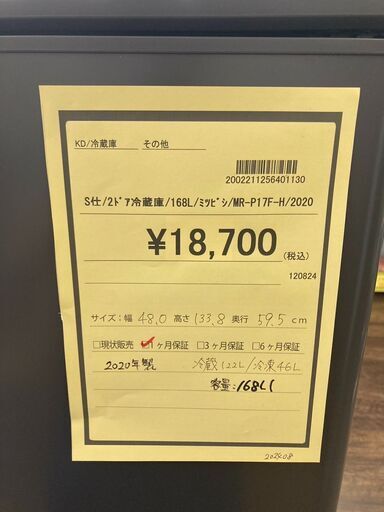 KD/冷蔵庫 その他
2002211256401130
S仕/2ﾄﾞｱ冷蔵庫/168L/ﾐﾂﾋﾞｼ/MR-P17F-H/2020
¥18,700(税込)
120824
サイズ:幅 48.0 高さ 133.8 奥行 59.5 cm
□現状販売 ☑1ヶ月保証 □3ヶ月保証 □6ヶ月保証
2020年製 冷蔵122L/冷凍46L
容量:168L
2024.08